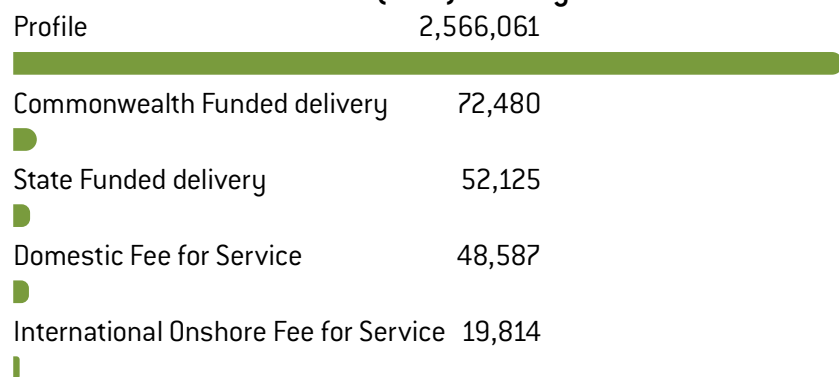 Profile 2,566,061
Commonwealth Funded delivery 72,480
State Funded delivery 52,125
Domestic Fee for Service 48,587
International Onshore Fee for Service 19,814